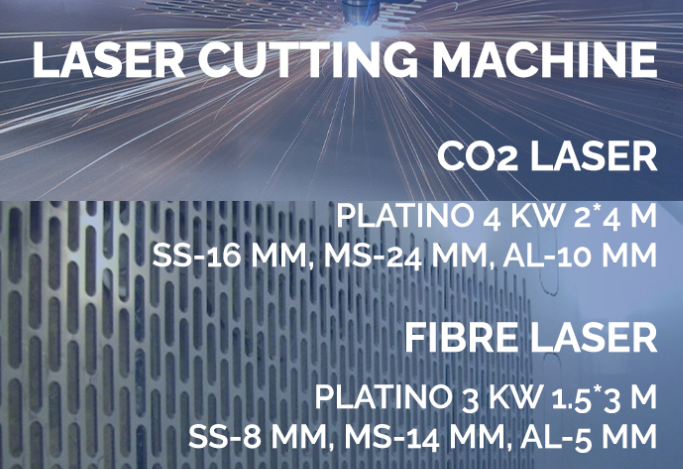 LASER CUTTING MACHINE
CO2 LASER
PLATINO 4 KW 2*4 M
SS-16 MM, MS-24 MM, AL-10 MM
FIBRE LASER
PLATINO 3 KW 1.5*3 M
SS-8 MM, MS-14 MM, AL-5 MM